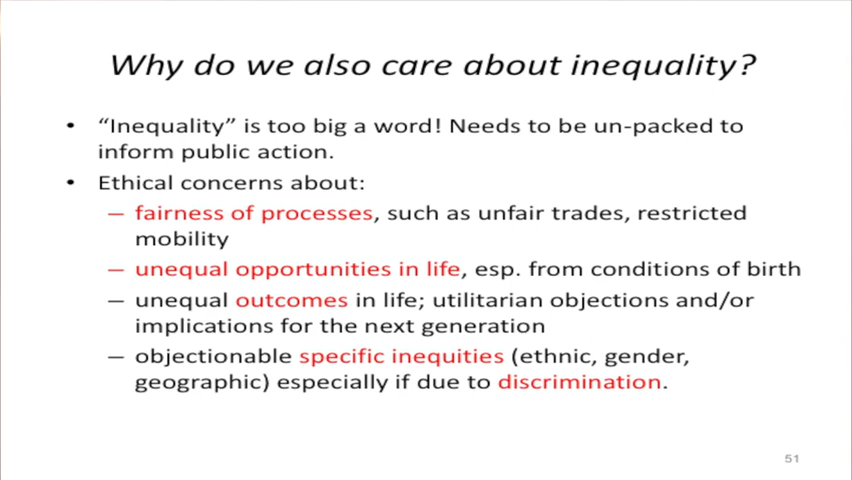 Why do we also care about inequality?
• “Inequality” is too big a word! Needs to be un-packed to
inform public action.
• Ethical concerns about:
– fairness of processes, such as unfair trades, restricted
mobility
– unequal opportunities in life, esp. from conditions of birth
– unequal outcomes in life; utilitarian objections and/or
implications for the next generation
– objectionable specific inequities (ethnic, gender,
geographic) especially if due to discrimination.
51